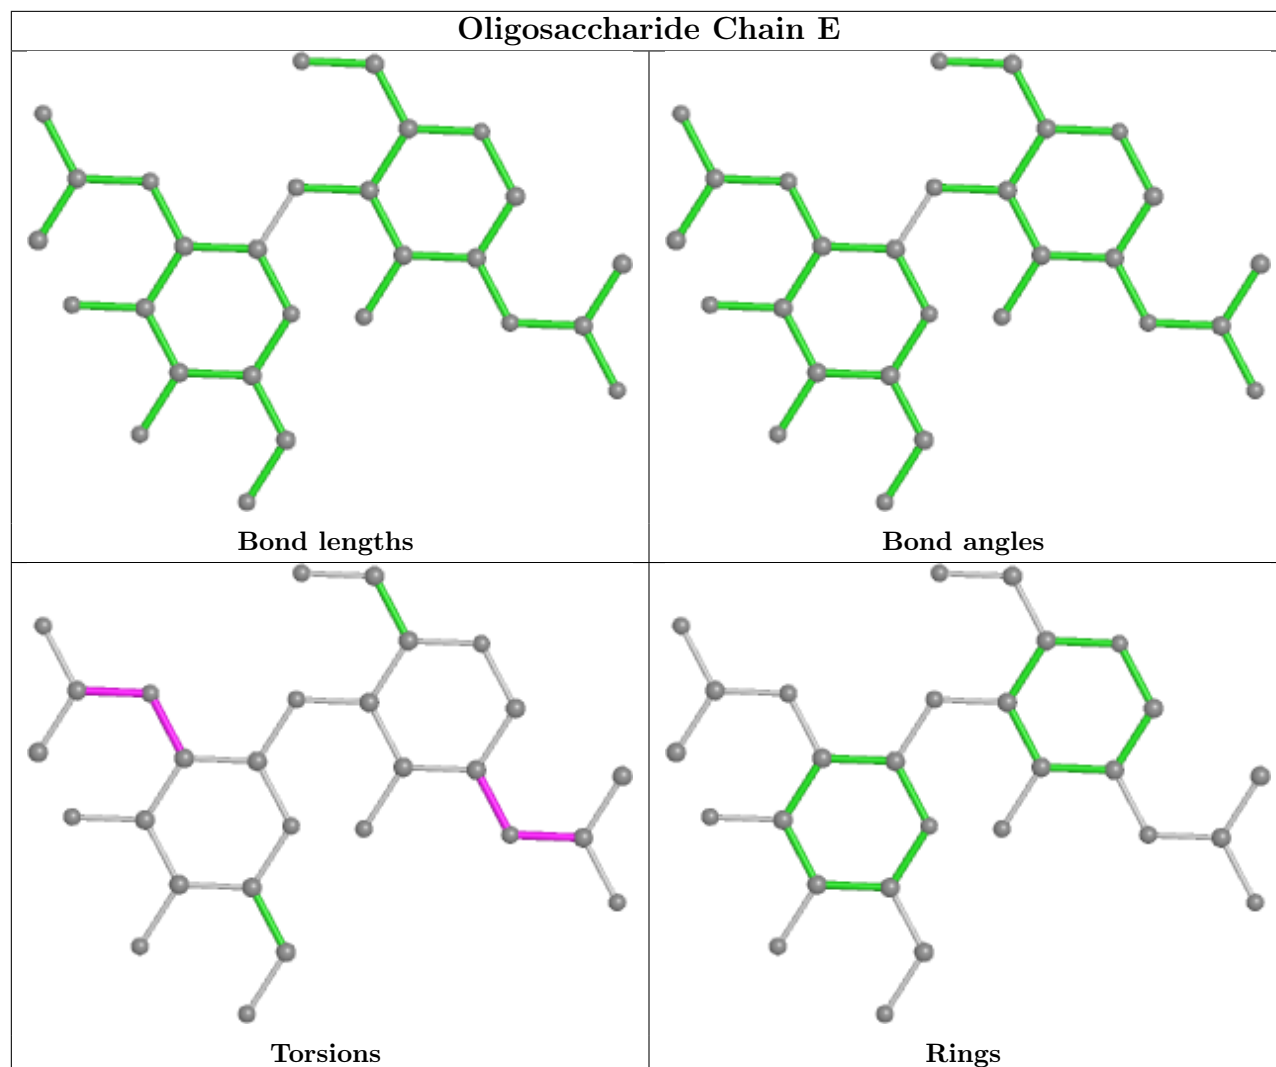 Oligosaccharide Chain E
Bond lengths
Bond angles
Torsions
Rings